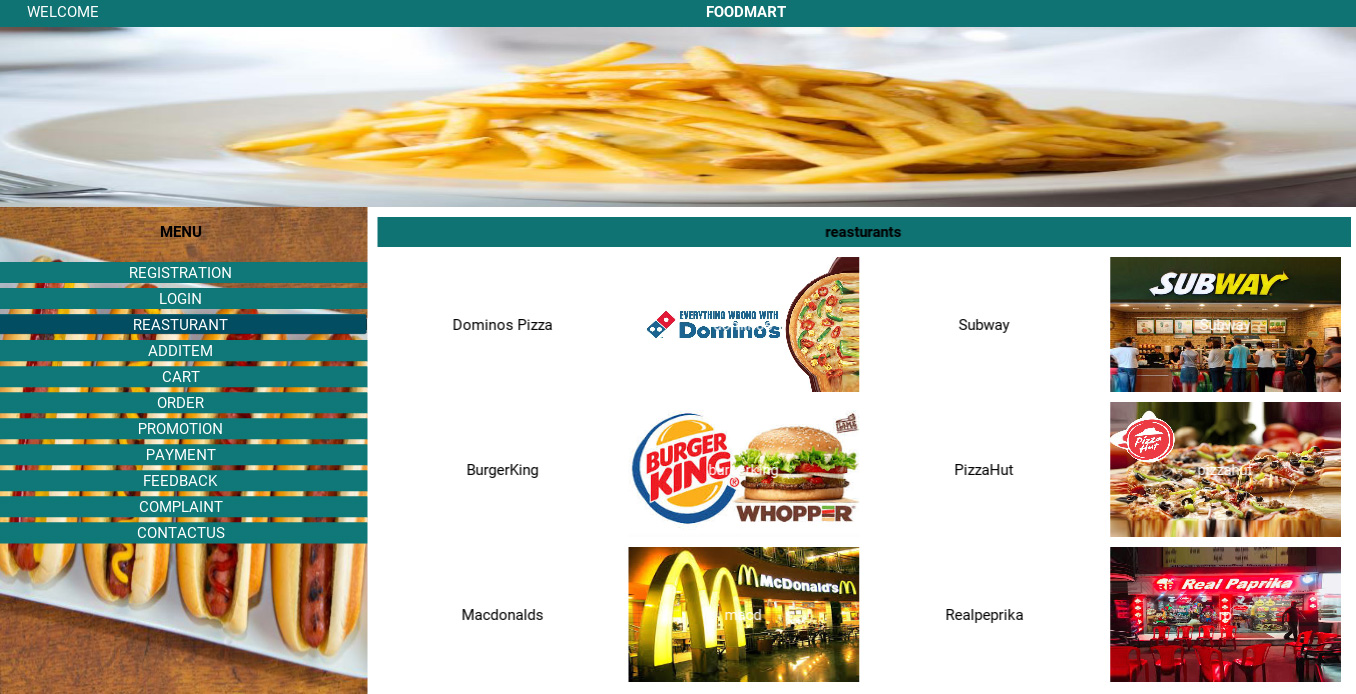 WELCOME
FOODMART
MENU
REGISTRATION
LOGIN
REASTURANT
ADDITEM
CART
ORDER
PROMOTION
PAYMENT
FEEDBACK
COMPLAINT
CONTACTUS
reasturants
Dominos Pizza
EVERYTHING WRONG WITH
Domino's
Subway
SUBWAY
Subway
BurgerKing
BURGER
KING®
burgerking
WHOPPER
PizzaHut
Pizza
Hut
pizzahut
Macdonalds
McDonald's
Realpeprika
Real Paprika